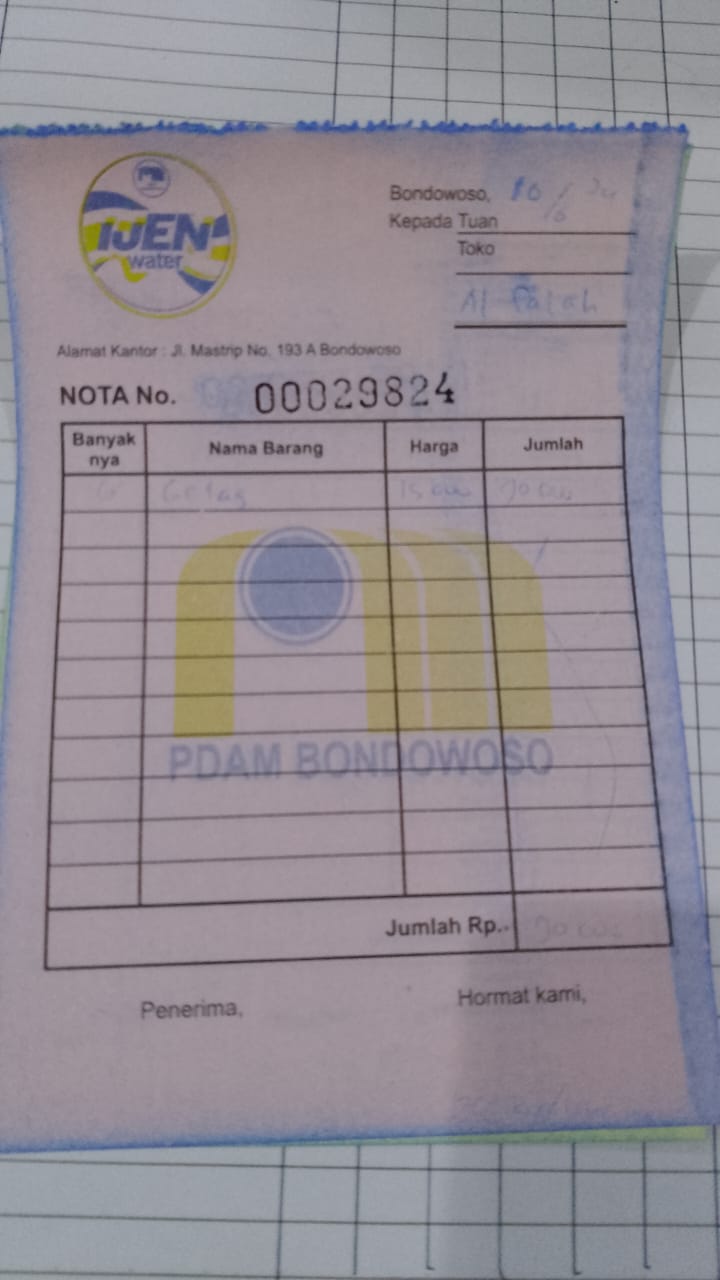 IJEN
water
Bondowoso, 10/6 24
Kepada Tuan
Toko
Al Falah
Alamat Kantor : Jl. Mastrip No. 193 A Bondowoso
NOTA No. 00029824
Banyak nya Nama Barang Harga Jumlah
6 Gelas 15 000 90 000
PDAM BONDOWOSO
Jumlah Rp. 90 000
Penerima,
Hormat kami,